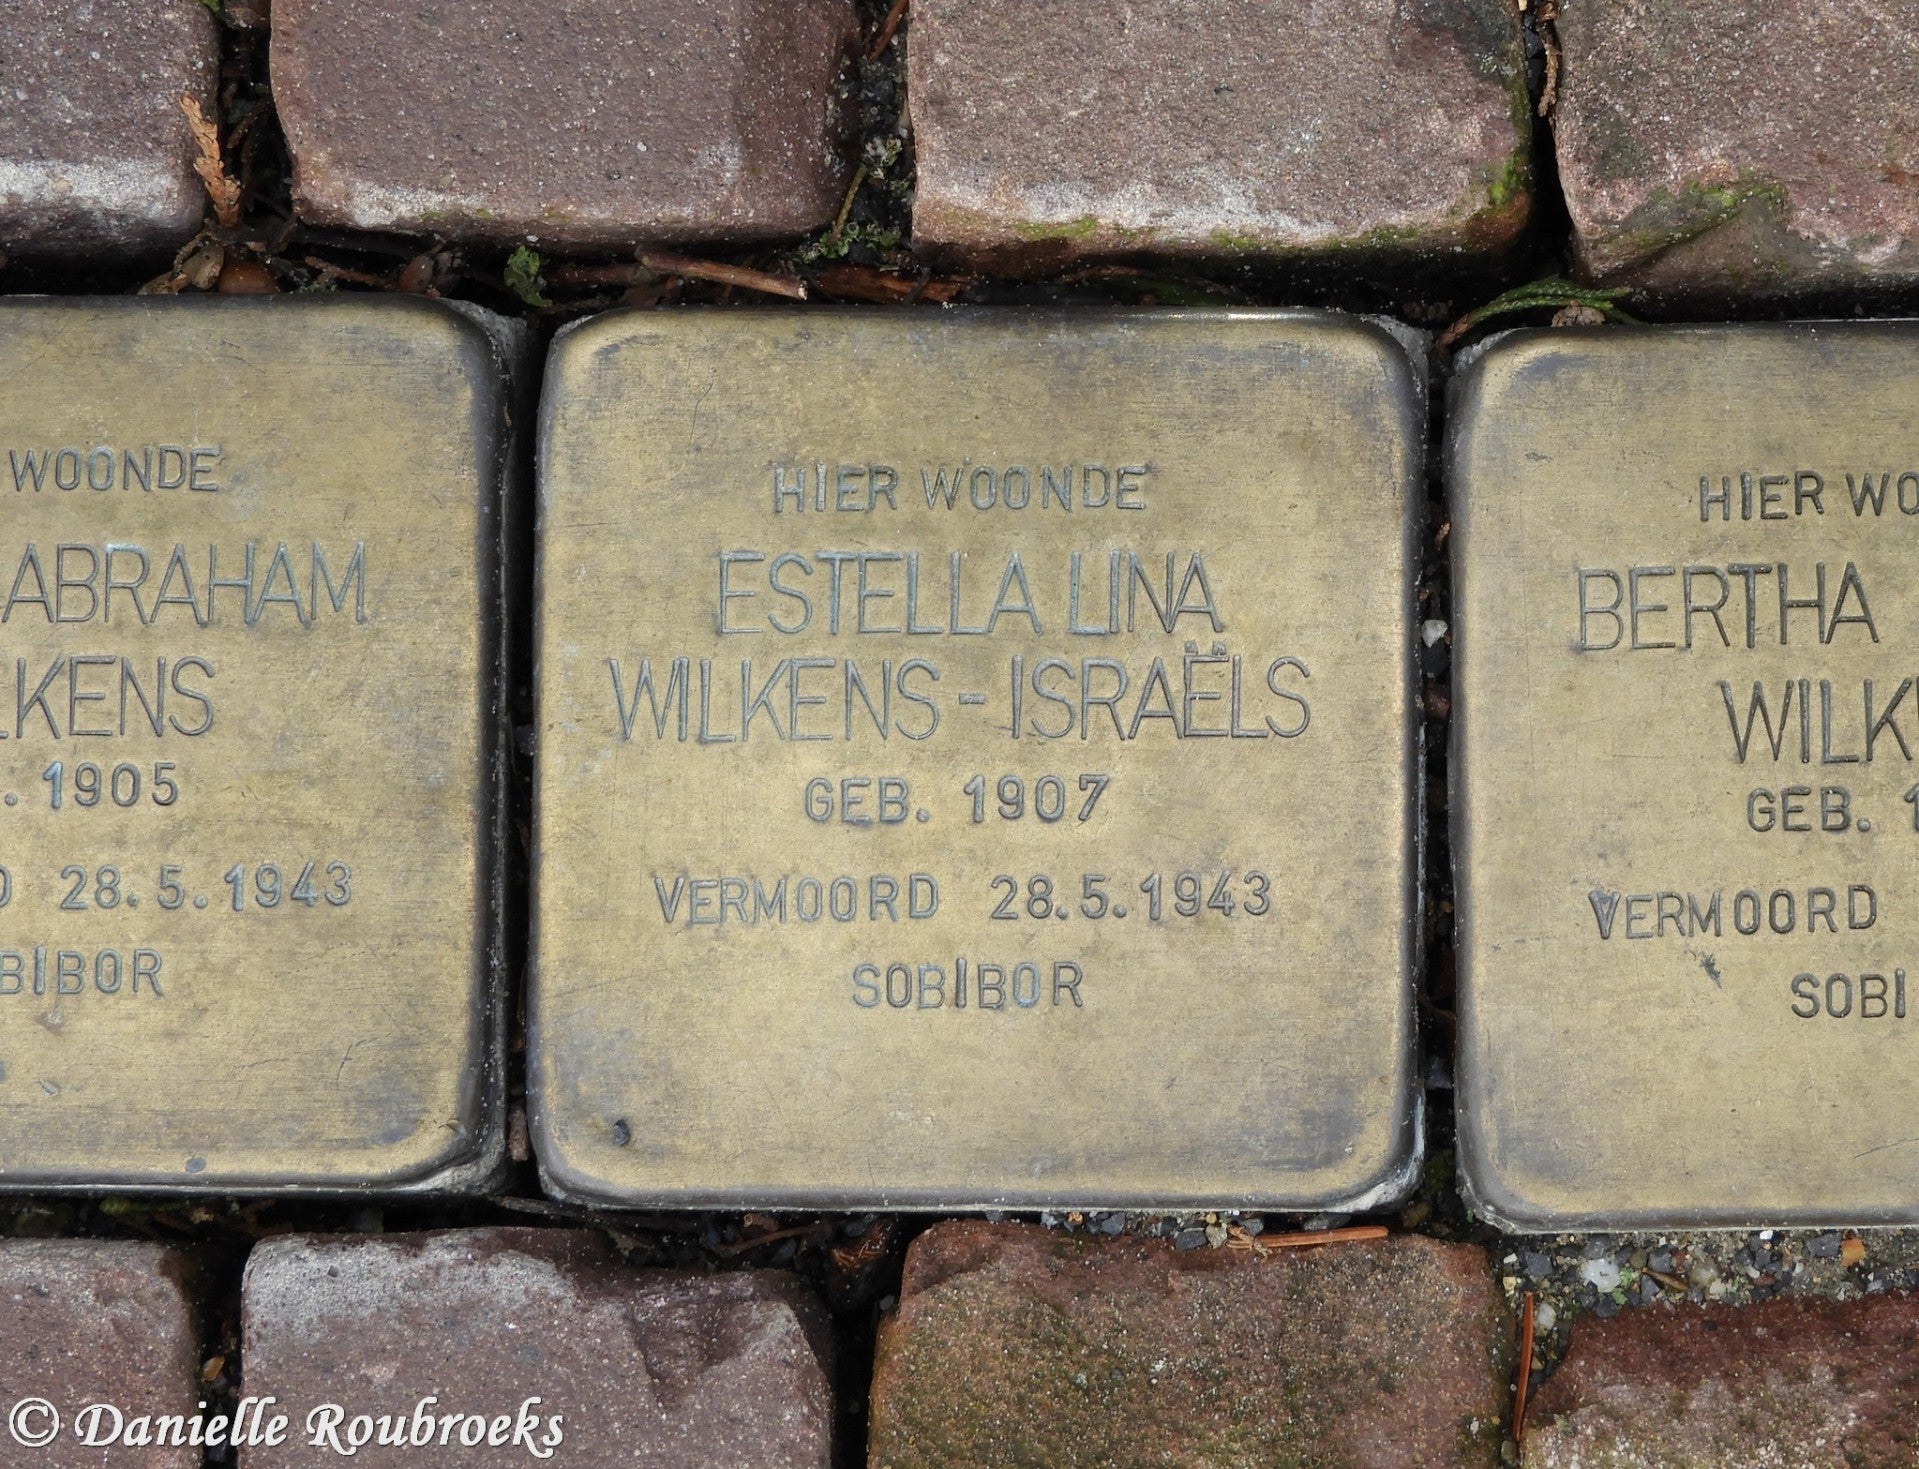 WOONDE
ABRAHAM
LKENS
. 1905
D 28.5.1943
BIBOR
HIER WOONDE
ESTELLA LINA
WILKENS - ISRAËLS
GEB. 1907
VERMOORD 28.5.1943
SOBIBOR
HIER WO
BERTHA
WILK
GEB. 1
VERMOORD
SOBI
© Danielle Roubroeks